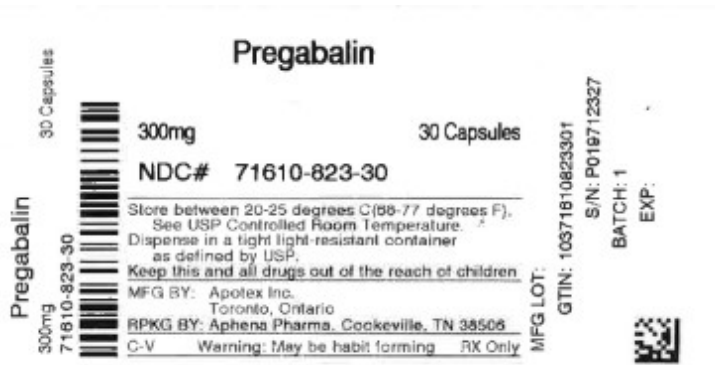 Pregabalin
300mg 30 Capsules
NDC# 71610-823-30
Store between 20-25 degrees C(68-77 degrees F).
See USP Controlled Room Temperature.
Dispense in a tight light-resistant container
as defined by USP.
Keep this and all drugs out of the reach of children
MFG BY: Apotex Inc.
Toronto, Ontario
RPKG BY: Aphena Pharma, Cookeville, TN 38506
C-V Warning: May be habit forming RX Only
Pregabalin
300mg 30 Capsules
71610-823-30
MFG LOT:
GTIN: 10371610823301
S/N: P019712327
BATCH: 1
EXP: